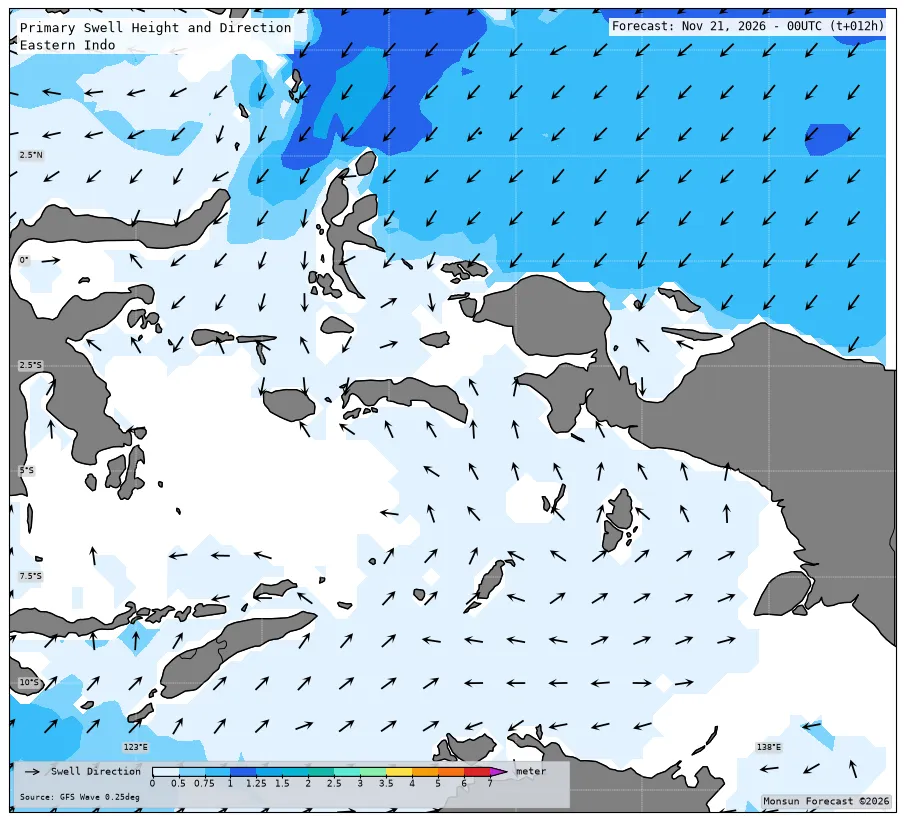 Primary Swell Height and Direction
Eastern Indo
Forecast: Nov 21, 2026 - 00UTC (t+012h)
2.5°N
0°
2.5°S
5°S
7.5°S
10°S
123°E
138°E
Swell Direction
meter
0 0.5 0.75 1 1.25 1.5 2 2.5 3 3.5 4 5 6 7
Source: GFS Wave 0.25deg
Monsun Forecast ©2026